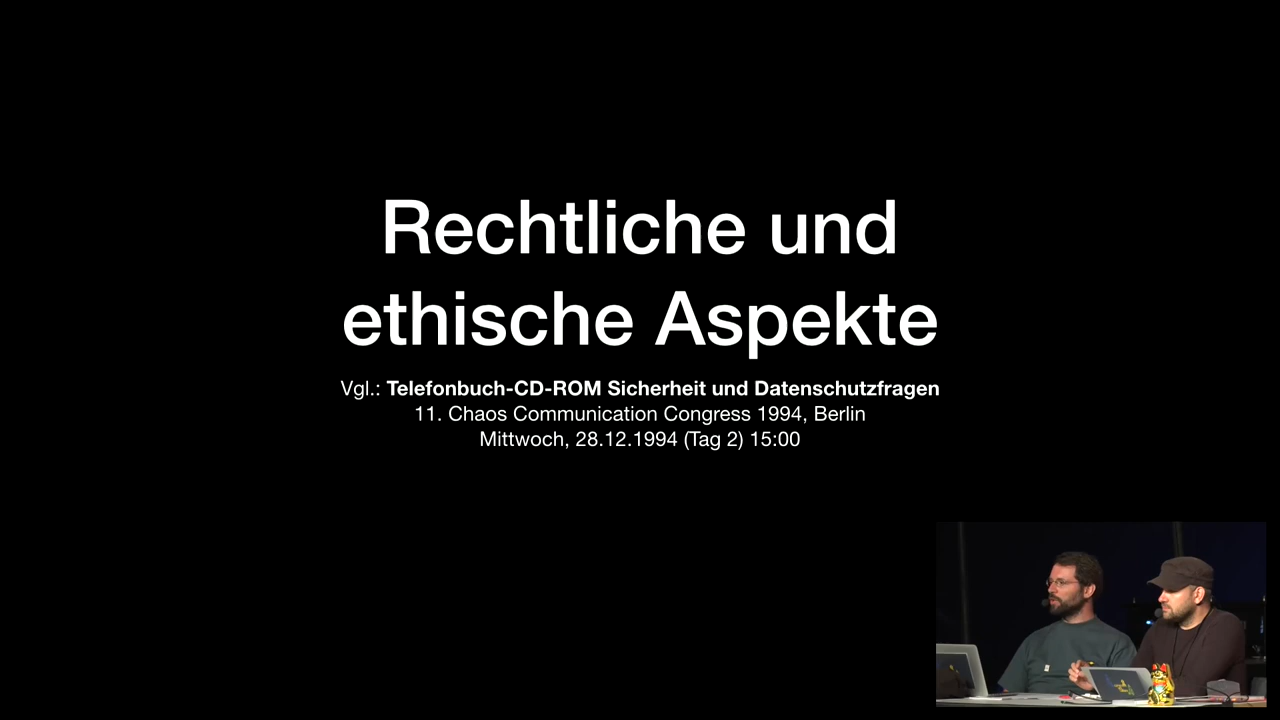 Rechtliche und
ethische Aspekte
Vgl.: Telefonbuch-CD-ROM Sicherheit und Datenschutzfragen
11. Chaos Communication Congress 1994, Berlin
Mittwoch, 28.12.1994 (Tag 2) 15:00